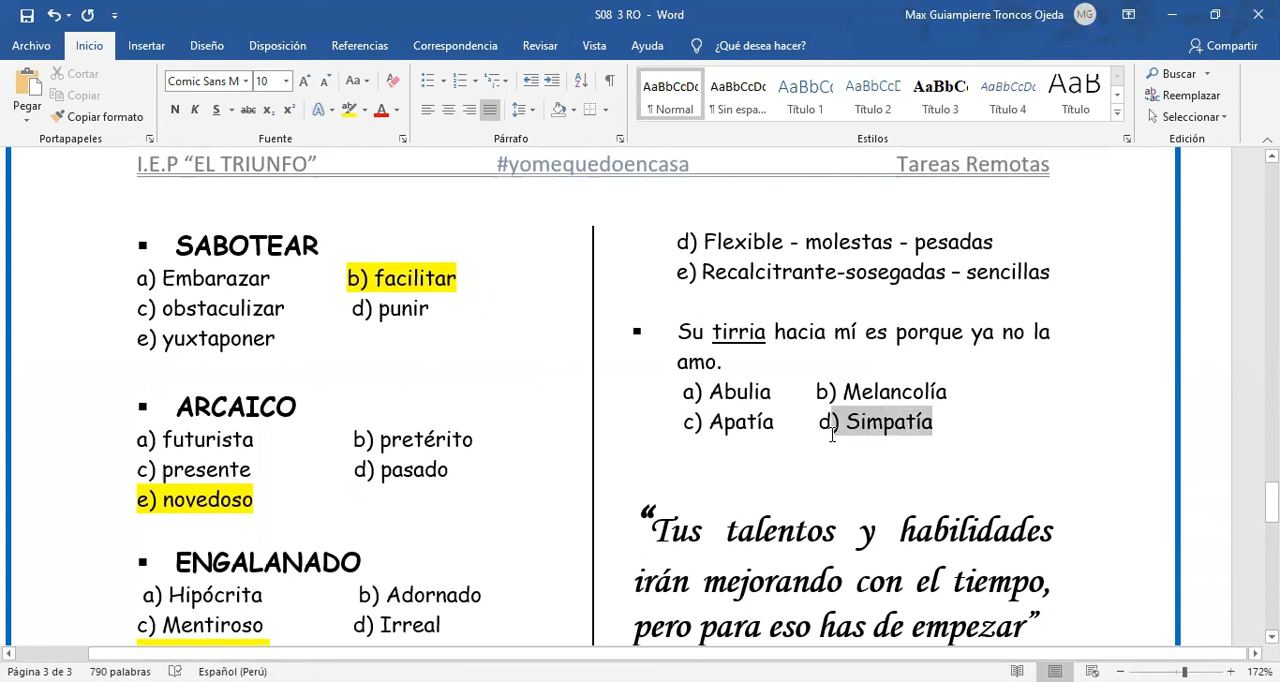 S08 3 RO - Word
Max Guiampierre Troncos Ojeda MG
Archivo Inicio Insertar Diseño Disposición Referencias Correspondencia Revisar Vista Ayuda ¿Qué desea hacer? Compartir
Pegar
Cortar
Copiar
Copiar formato
Portapapeles
Comic Sans M 10
N K S abc
Fuente
Párrafo
AaBbCcDc AaBbCcDc AaBbC AaBbCcD AaBbC AaBbCcDc AaB
¶ Normal ¶ Sin espa... Título 1 Título 2 Título 3 Título 4 Título
Estilos
Buscar
Reemplazar
Seleccionar
Edición
I.E.P “EL TRIUNFO” #yomequedoencasa Tareas Remotas
SABOTEAR
a) Embarazar b) facilitar
c) obstaculizar d) punir
e) yuxtaponer
ARCAICO
a) futurista b) pretérito
c) presente d) pasado
e) novedoso
ENGALANADO
a) Hipócrita b) Adornado
c) Mentiroso d) Irreal
d) Flexible - molestas - pesadas
e) Recalcitrante-sosegadas – sencillas
Su tirria hacia mí es porque ya no la
amo.
a) Abulia b) Melancolía
c) Apatía d) Simpatía
“Tus talentos y habilidades
irán mejorando con el tiempo,
pero para eso has de empezar”
Página 3 de 3 790 palabras Español (Perú) 172%